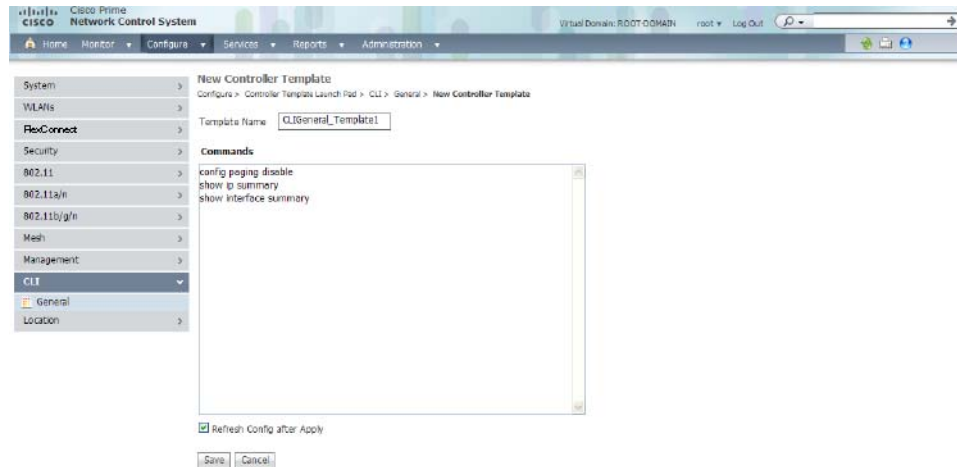 Cisco Prime
CISCO Network Control System
Virtual Domain: ROOT-DOMAIN root Log Out
Home Monitor Configure Services Reports Administration
System
WLANs
FlexConnect
Security
802.11
802.11a/n
802.11b/g/n
Mesh
Management
CLI
General
Location
New Controller Template
Configure > Controller Template Launch Pad > CLI > General > New Controller Template
Template Name CLIGeneral_Template1
Commands
config paging disable
show ip summary
show interface summary
Refresh Config after Apply
Save Cancel